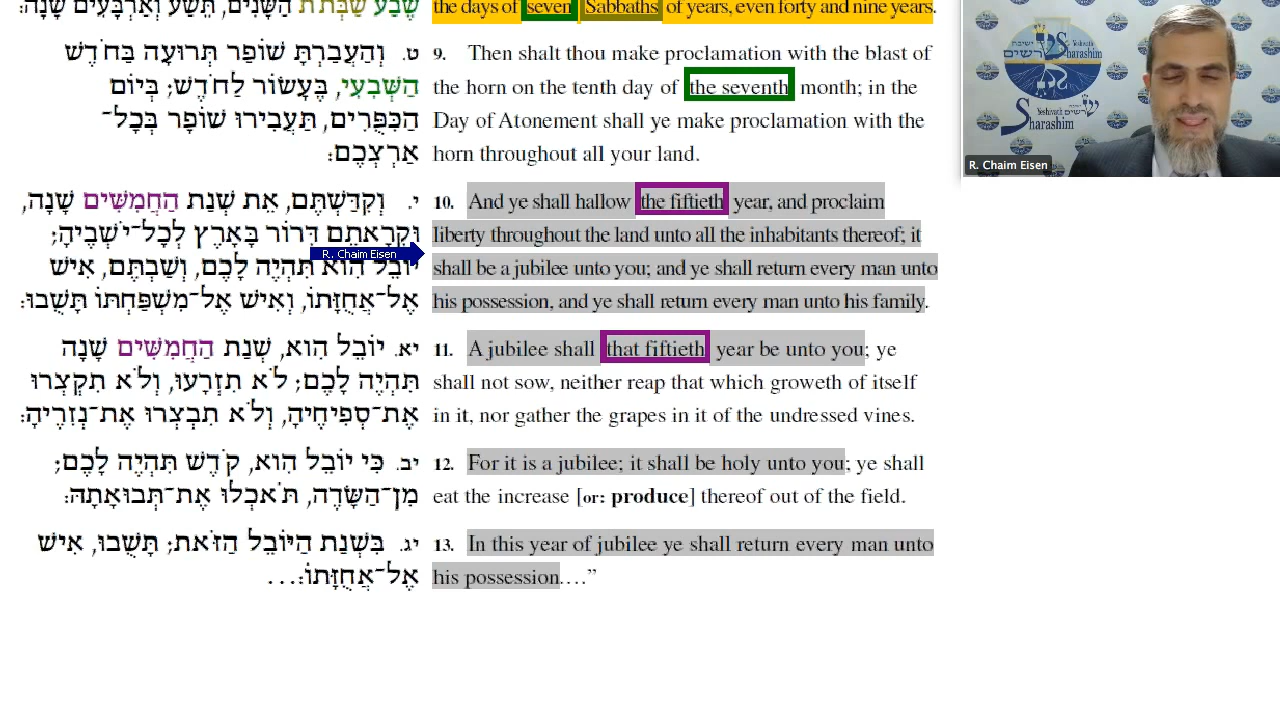 שֶׁבַע שַׁבְּתֹת הַשָּׁנִים, תֵּשַׁע וְאַרְבָּעִים שָׁנָה:
the days of seven Sabbaths of years, even forty and nine years.
ט. וְהַעֲבַרְתָּ שׁוֹפַר תְּרוּעָה בַּחֹדֶשׁ
הַשְּׁבִעִי, בֶּעָשׂוֹר לַחֹדֶשׁ; בְּיוֹם
הַכִּפֻּרִים, תַּעֲבִירוּ שׁוֹפָר בְּכָל־
אַרְצְכֶם:
9. Then shalt thou make proclamation with the blast of
the horn on the tenth day of the seventh month; in the
Day of Atonement shall ye make proclamation with the
horn throughout all your land.
י. וְקִדַּשְׁתֶּם, אֵת שְׁנַת הַחֲמִשִּׁים שָׁנָה,
וּקְרָאתֶם דְּרוֹר בָּאָרֶץ לְכָל־יֹשְׁבֶיהָ;
יוֹבֵל הִוא תִּהְיֶה לָכֶם, וְשַׁבְתֶּם, אִישׁ
אֶל־אֲחֻזָּתוֹ, וְאִישׁ אֶל־מִשְׁפַּחְתּוֹ תָּשֻׁבוּ:
10. And ye shall hallow the fiftieth year, and proclaim
liberty throughout the land unto all the inhabitants thereof; it
shall be a jubilee unto you; and ye shall return every man unto
his possession, and ye shall return every man unto his family.
יא. יוֹבֵל הִוא, שְׁנַת הַחֲמִשִּׁים שָׁנָה
תִּהְיֶה לָכֶם; לֹא תִזְרָעוּ, וְלֹא תִקְצְרוּ
אֶת־סְפִיחֶיהָ, וְלֹא תִבְצְרוּ אֶת־נְזִרֶיהָ:
11. A jubilee shall that fiftieth year be unto you; ye
shall not sow, neither reap that which groweth of itself
in it, nor gather the grapes in it of the undressed vines.
יב. כִּי יוֹבֵל הִוא, קֹדֶשׁ תִּהְיֶה לָכֶם;
מִן־הַשָּׂדֶה, תֹּאכְלוּ אֶת־תְּבוּאָתָהּ:
12. For it is a jubilee; it shall be holy unto you; ye shall
eat the increase [or: produce] thereof out of the field.
יג. בִּשְׁנַת הַיּוֹבֵל הַזֹּאת; תָּשֻׁבוּ, אִישׁ
אֶל־אֲחֻזָּתוֹ:…
13. In this year of jubilee ye shall return every man unto
his possession….”
R. Chaim Eisen
Yeshivath Sharashim
R. Chaim Eisen